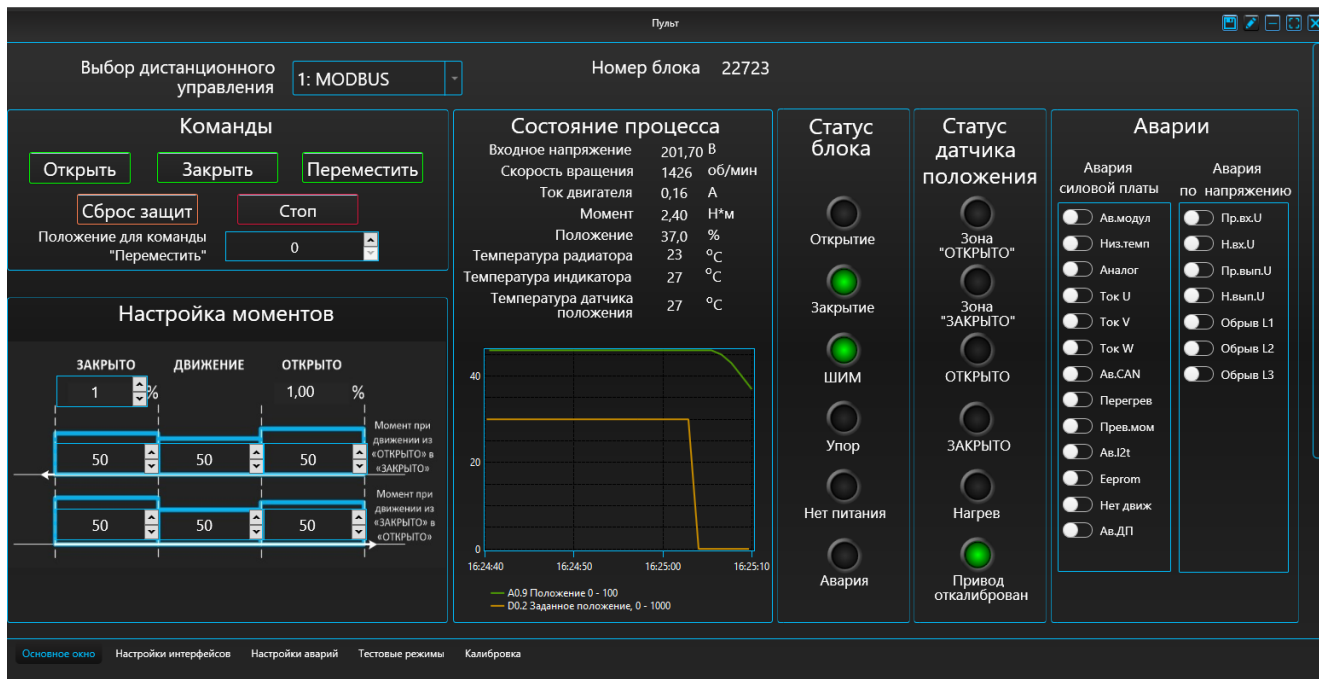 Пульт
Выбор дистанционного
управления
1: MODBUS
Номер блока 22723
Команды
Открыть Закрыть Переместить
Сброс защит Стоп
Положение для команды
"Переместить"
0
Настройка моментов
ЗАКРЫТО ДВИЖЕНИЕ ОТКРЫТО
1 % 1,00 %
Момент при
движении из
«ОТКРЫТО» в
«ЗАКРЫТО»
50 50 50
Момент при
движении из
«ЗАКРЫТО» в
«ОТКРЫТО»
50 50 50
Состояние процесса
Входное напряжение 201,70 В
Скорость вращения 1426 об/мин
Ток двигателя 0,16 А
Момент 2,40 Н*м
Положение 37,0 %
Температура радиатора 23 °C
Температура индикатора 27 °C
Температура датчика
положения 27 °C
40
20
0
16:24:40 16:24:50 16:25:00 16:25:10
A0.9 Положение 0 - 100
D0.2 Заданное положение, 0 - 1000
Статус
блока
Открытие
Закрытие
ШИМ
Упор
Нет питания
Авария
Статус
датчика
положения
Зона
"ОТКРЫТО"
Зона
"ЗАКРЫТО"
ОТКРЫТО
ЗАКРЫТО
Нагрев
Привод
откалиброван
Аварии
Авария
силовой платы
Ав.модул
Низ.темп
Аналог
Ток U
Ток V
Ток W
Ав.CAN
Перегрев
Прев.мом
Ав.I2t
Eeprom
Нет движ
Ав.ДП
Авария
по напряжению
Пр.вх.U
Н.вх.U
Пр.вып.U
Н.вып.U
Обрыв L1
Обрыв L2
Обрыв L3
Основное окно Настройки интерфейсов Настройки аварий Тестовые режимы Калибровка